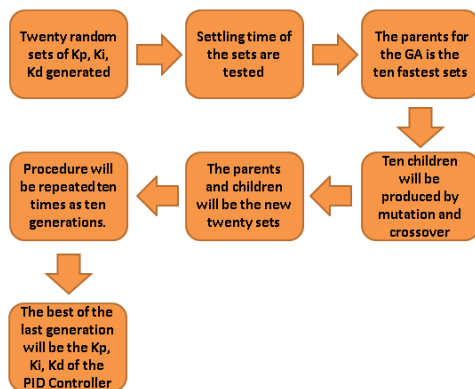 Twenty random
sets of Kp, Ki,
Kd generated
Settling time of
the sets are
tested
The parents for
the GA is the
ten fastest sets
Ten children
will be
produced by
mutation and
crossover
The parents
and children
will be the new
twenty sets
Procedure will
be repeated ten
times as ten
generations.
The best of the
last generation
will be the Kp,
Ki, Kd of the
PID Controller